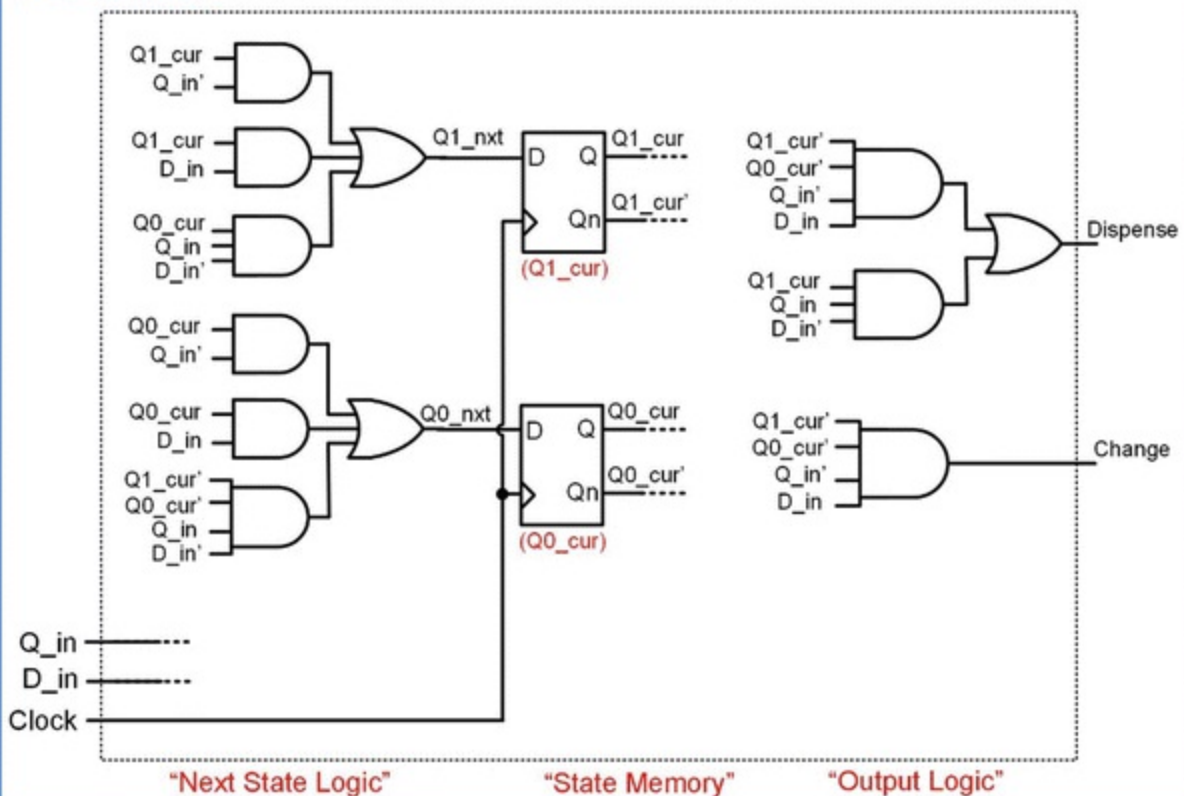 Q1_cur
Q_in'
Q1_cur
D_in
Q0_cur
Q_in
D_in'
Q1_nxt
Q0_cur
Q_in'
Q0_cur
D_in
Q1_cur'
Q0_cur'
Q_in
D_in'
Q0_nxt
D Q
Qn
Q1_cur
Q1_cur'
(Q1_cur)
D Q
Qn
Q0_cur
Q0_cur'
(Q0_cur)
Q1_cur'
Q0_cur'
Q_in'
D_in
Q1_cur
Q_in
D_in'
Dispense
Q1_cur'
Q0_cur'
Q_in'
D_in
Change
Q_in
D_in
Clock
"Next State Logic"
"State Memory"
"Output Logic"